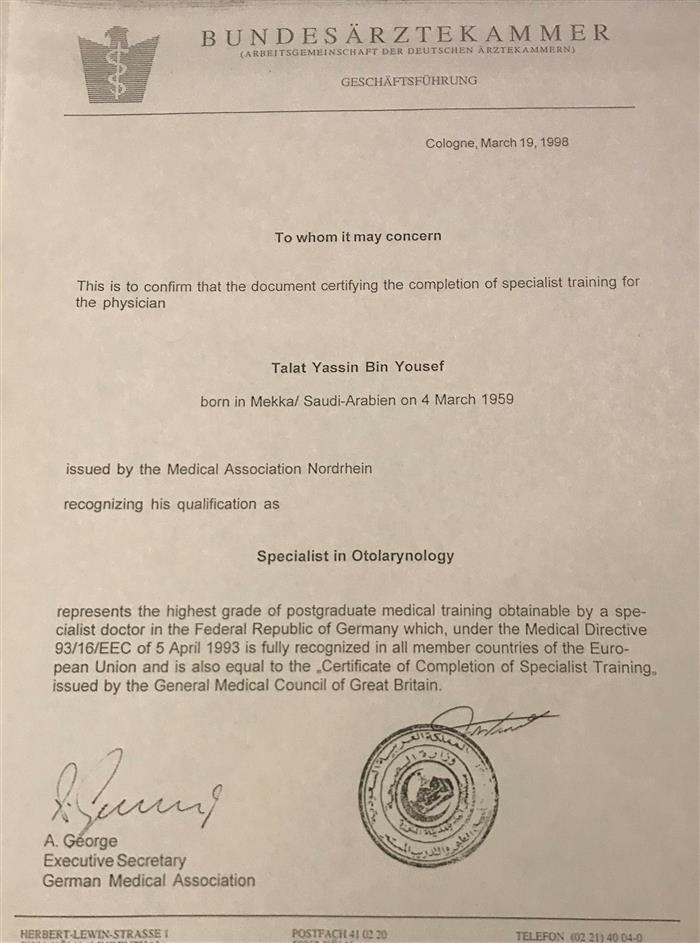 BUNDESÄRZTEKAMMER
(ARBEITSGEMEINSCHAFT DER DEUTSCHEN ÄRZTEKAMMERN)
GESCHÄFTSFÜHRUNG
Cologne, March 19, 1998
To whom it may concern
This is to confirm that the document certifying the completion of specialist training for
the physician
Talat Yassin Bin Yousef
born in Mekka/ Saudi-Arabien on 4 March 1959
issued by the Medical Association Nordrhein
recognizing his qualification as
Specialist in Otolarynology
represents the highest grade of postgraduate medical training obtainable by a spe-
cialist doctor in the Federal Republic of Germany which, under the Medical Directive
93/16/EEC of 5 April 1993 is fully recognized in all member countries of the Euro-
pean Union and is also equal to the „Certificate of Completion of Specialist Training„
issued by the General Medical Council of Great Britain.
المملكة العربية السعودية
وزارة الصحة
A. George
Executive Secretary
German Medical Association
HERBERT-LEWIN-STRASSE 1
POSTFACH 41 02 20
TELEFON (02 21) 40 04-0